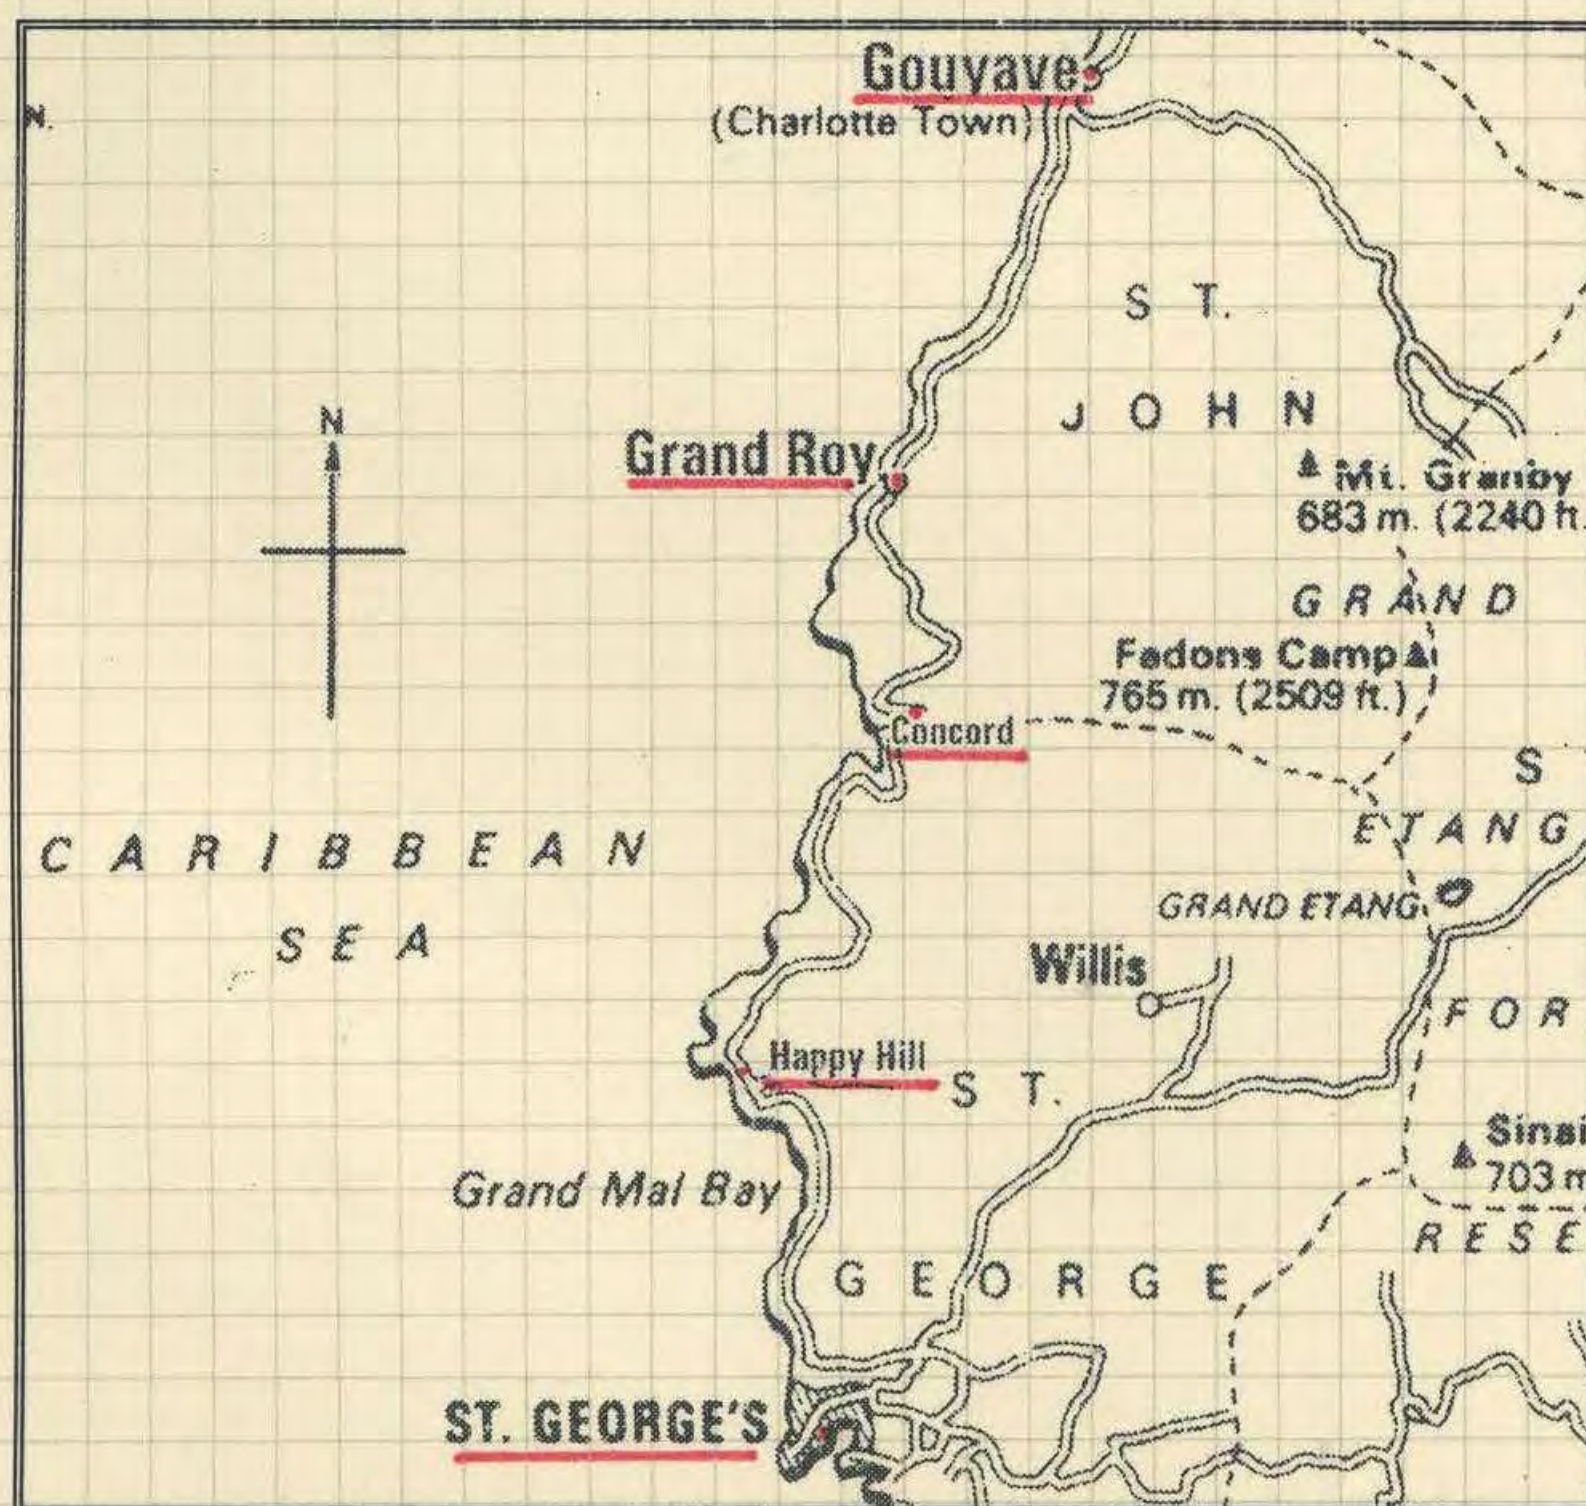 Gouyave
(Charlotte Town)
N.
S T.
J O H N
N
Grand Roy
Mt. Granby
683 m. (2240 ft.
G R A N D
Fadons Camp
765 m. (2509 ft.)
Concord
S
E T A N G
C A R I B B E A N
S E A
GRAND ETANG
Willis
F O R
Happy Hill
S T.
Sinai
703 m
Grand Mal Bay
R E S E
G E O R G E
ST. GEORGE'S